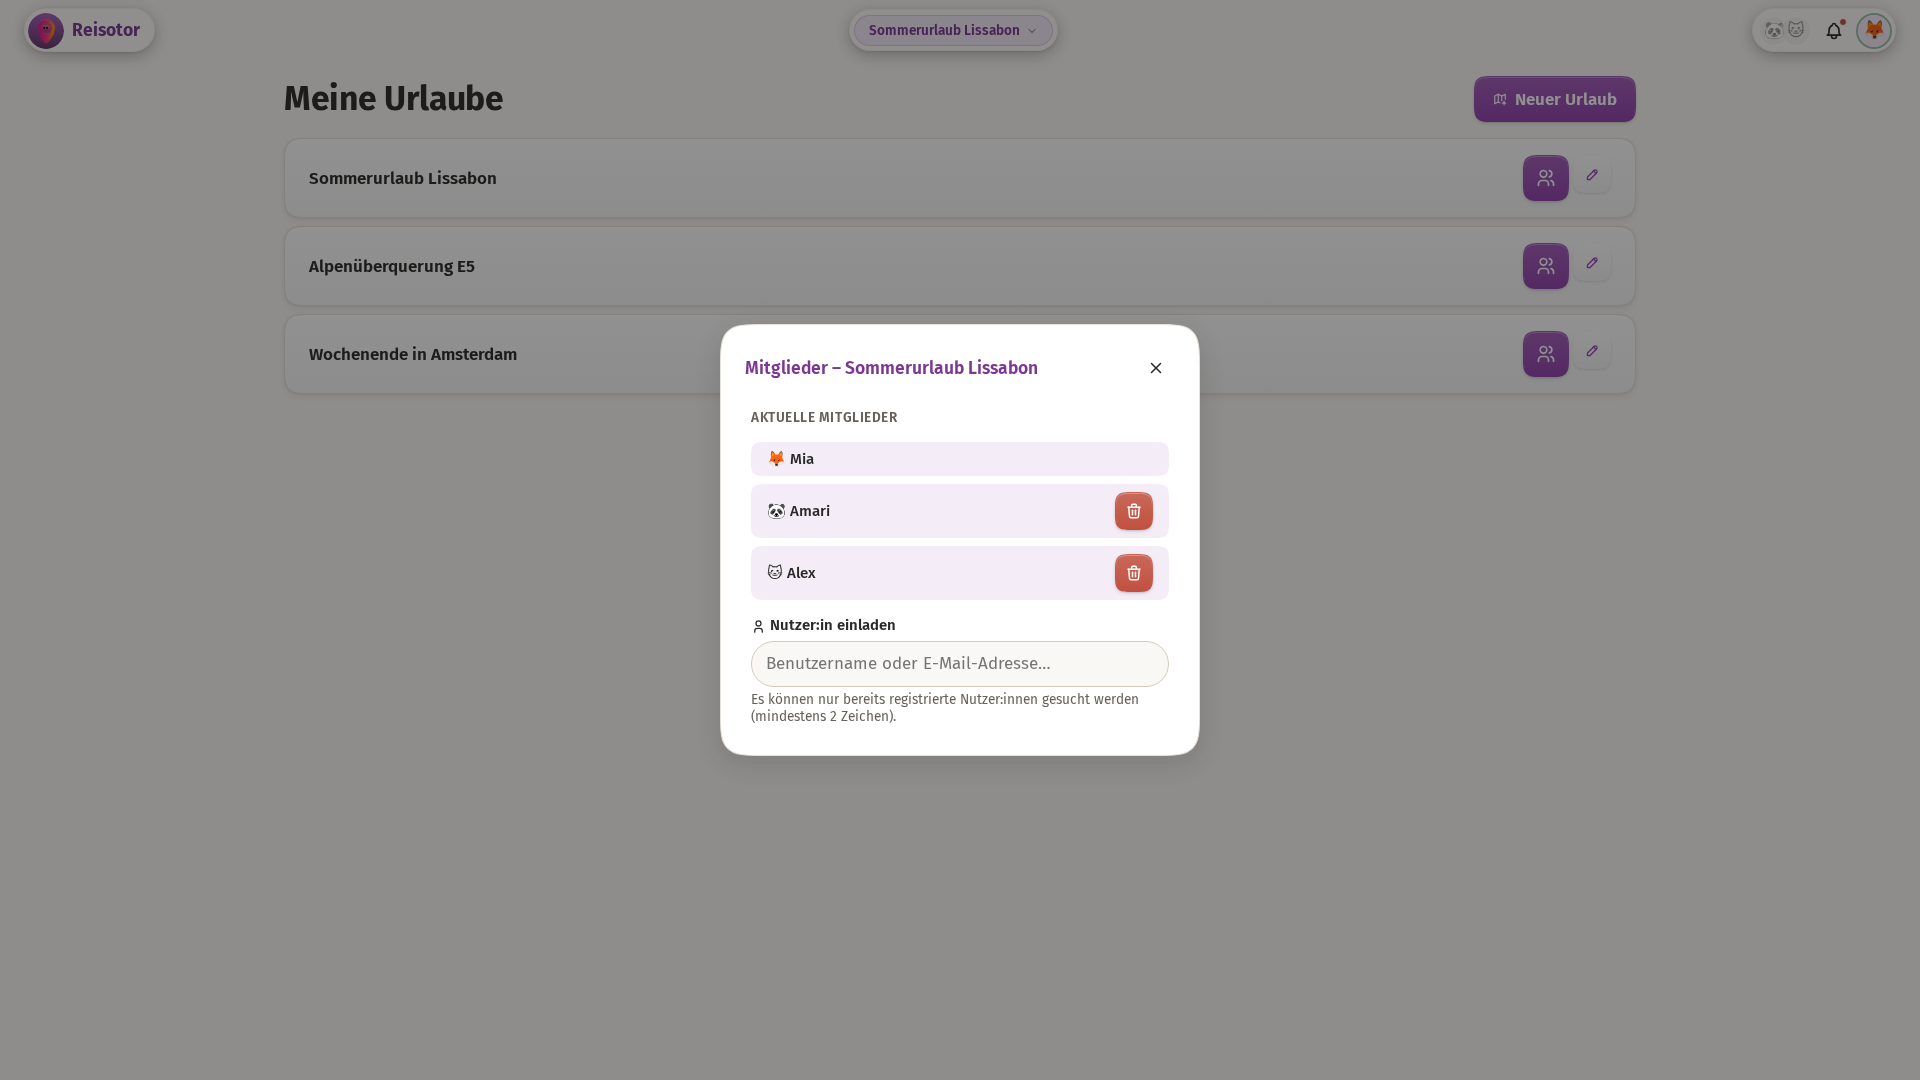 Reisotor
Sommerurlaub Lissabon
Meine Urlaube
Neuer Urlaub
Sommerurlaub Lissabon
Alpenüberquerung E5
Wochenende in Amsterdam
Mitglieder – Sommerurlaub Lissabon
AKTUELLE MITGLIEDER
Mia
Amari
Alex
Nutzer:in einladen
Benutzername oder E-Mail-Adresse...
Es können nur bereits registrierte Nutzer:innen gesucht werden
(mindestens 2 Zeichen).